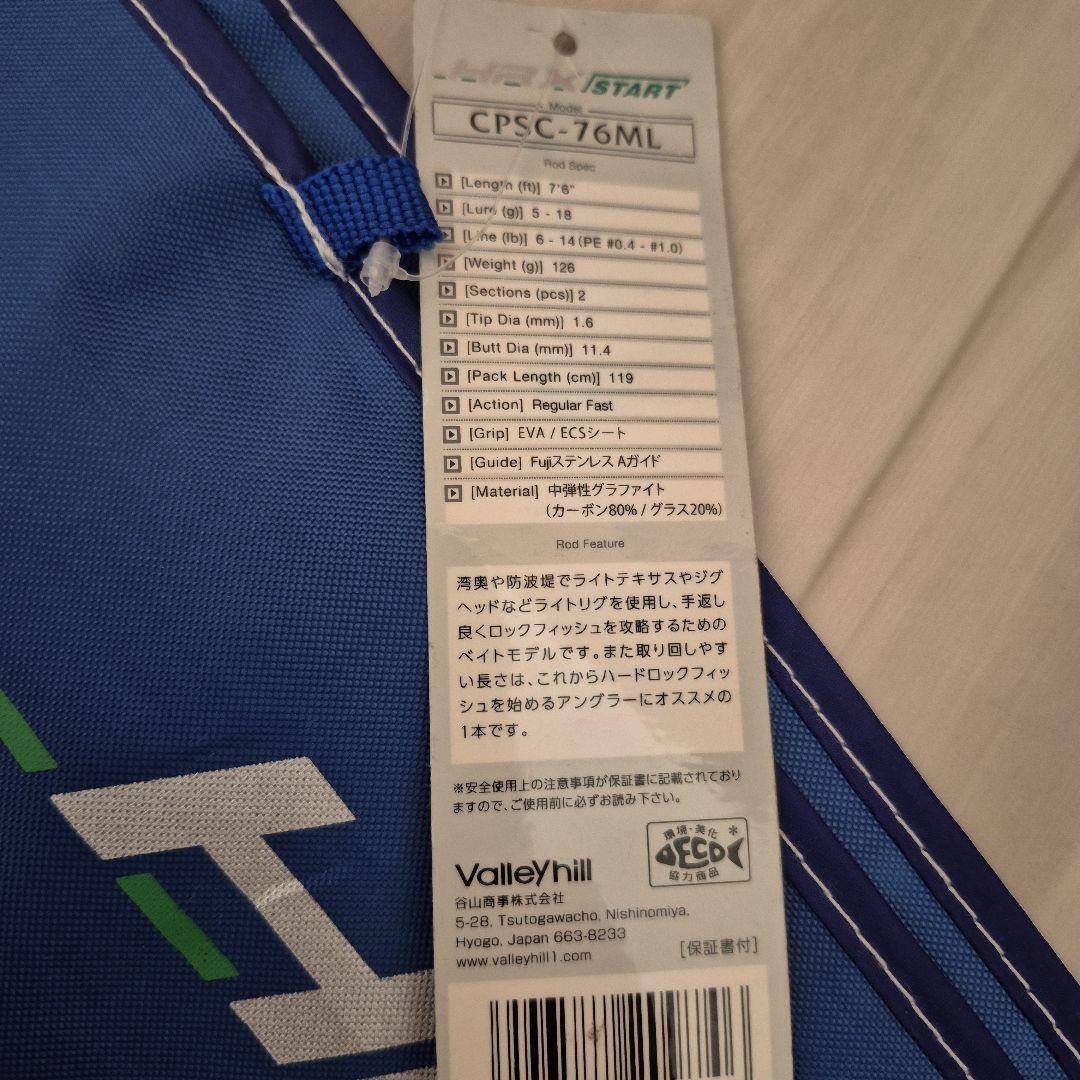 HRX START
Model
CPSC-76ML
Rod Spec
[Length (ft)] 7'6"
[Lure (g)] 5 - 18
[Line (lb)] 6 - 14(PE #0.4 - #1.0)
[Weight (g)] 126
[Sections (pcs)] 2
[Tip Dia (mm)] 1.6
[Butt Dia (mm)] 11.4
[Pack Length (cm)] 119
[Action] Regular Fast
[Grip] EVA / ECSシート
[Guide] Fujiステンレス Aガイド
[Material] 中弾性グラファイト
(カーボン80% / グラス20%)
Rod Feature
湾奥や防波堤でライトテキサスやジグ
ヘッドなどライトリグを使用し、手返し
良くロックフィッシュを攻略するための
ベイトモデルです。また取り回しやす
い長さは、これからハードロックフィッ
シュを始めるアングラーにオススメの
1本です。
※安全使用上の注意事項が保証書に記載されており
ますので、ご使用前に必ずお読み下さい。
環境・美化
DECO
協力商品
Valleyhill
谷山商事株式会社
5-28, Tsutogawacho, Nishinomiya,
Hyogo, Japan 663-8233
www.valleyhill1.com
[保証書付]